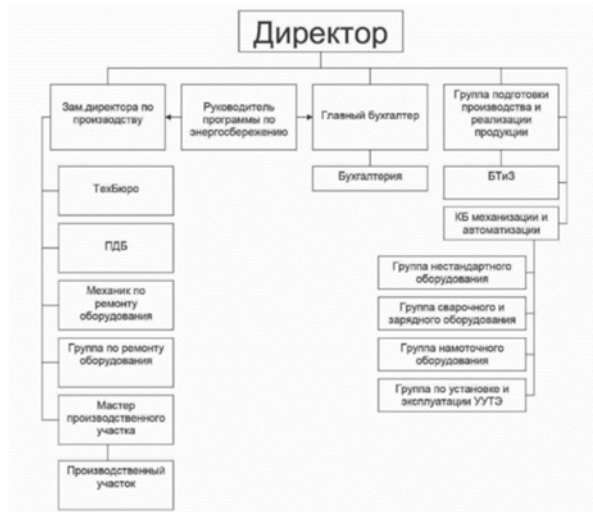 Директор
Зам.директора по
производству
Руководитель
программы по
энергосбережению
Главный бухгалтер
Группа подготовки
производства и
реализации
продукции
Бухгалтерия
БТиЗ
КБ механизации и
автоматизации
ТехБюро
ПДБ
Механик по
ремонту
оборудования
Группа по ремонту
оборудования
Мастер
производственного
участка
Производственный
участок
Группа нестандартного
оборудования
Группа сварочного и
зарядного оборудования
Группа намоточного
оборудования
Группа по установке и
эксплуатации УУТЭ